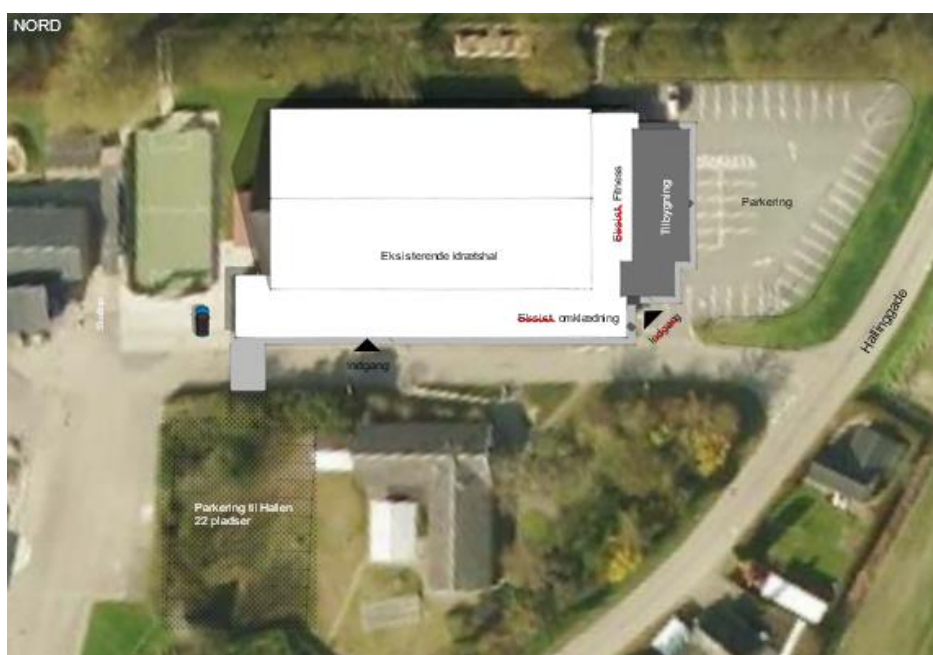 NORD
Eksist. Fitness
Tilbygning
Parkering
Eksisterende idrætshal
Eksist. omklædning
Indgang
Indgang
Hallinggade
Parkering til Hallen
22 pladser